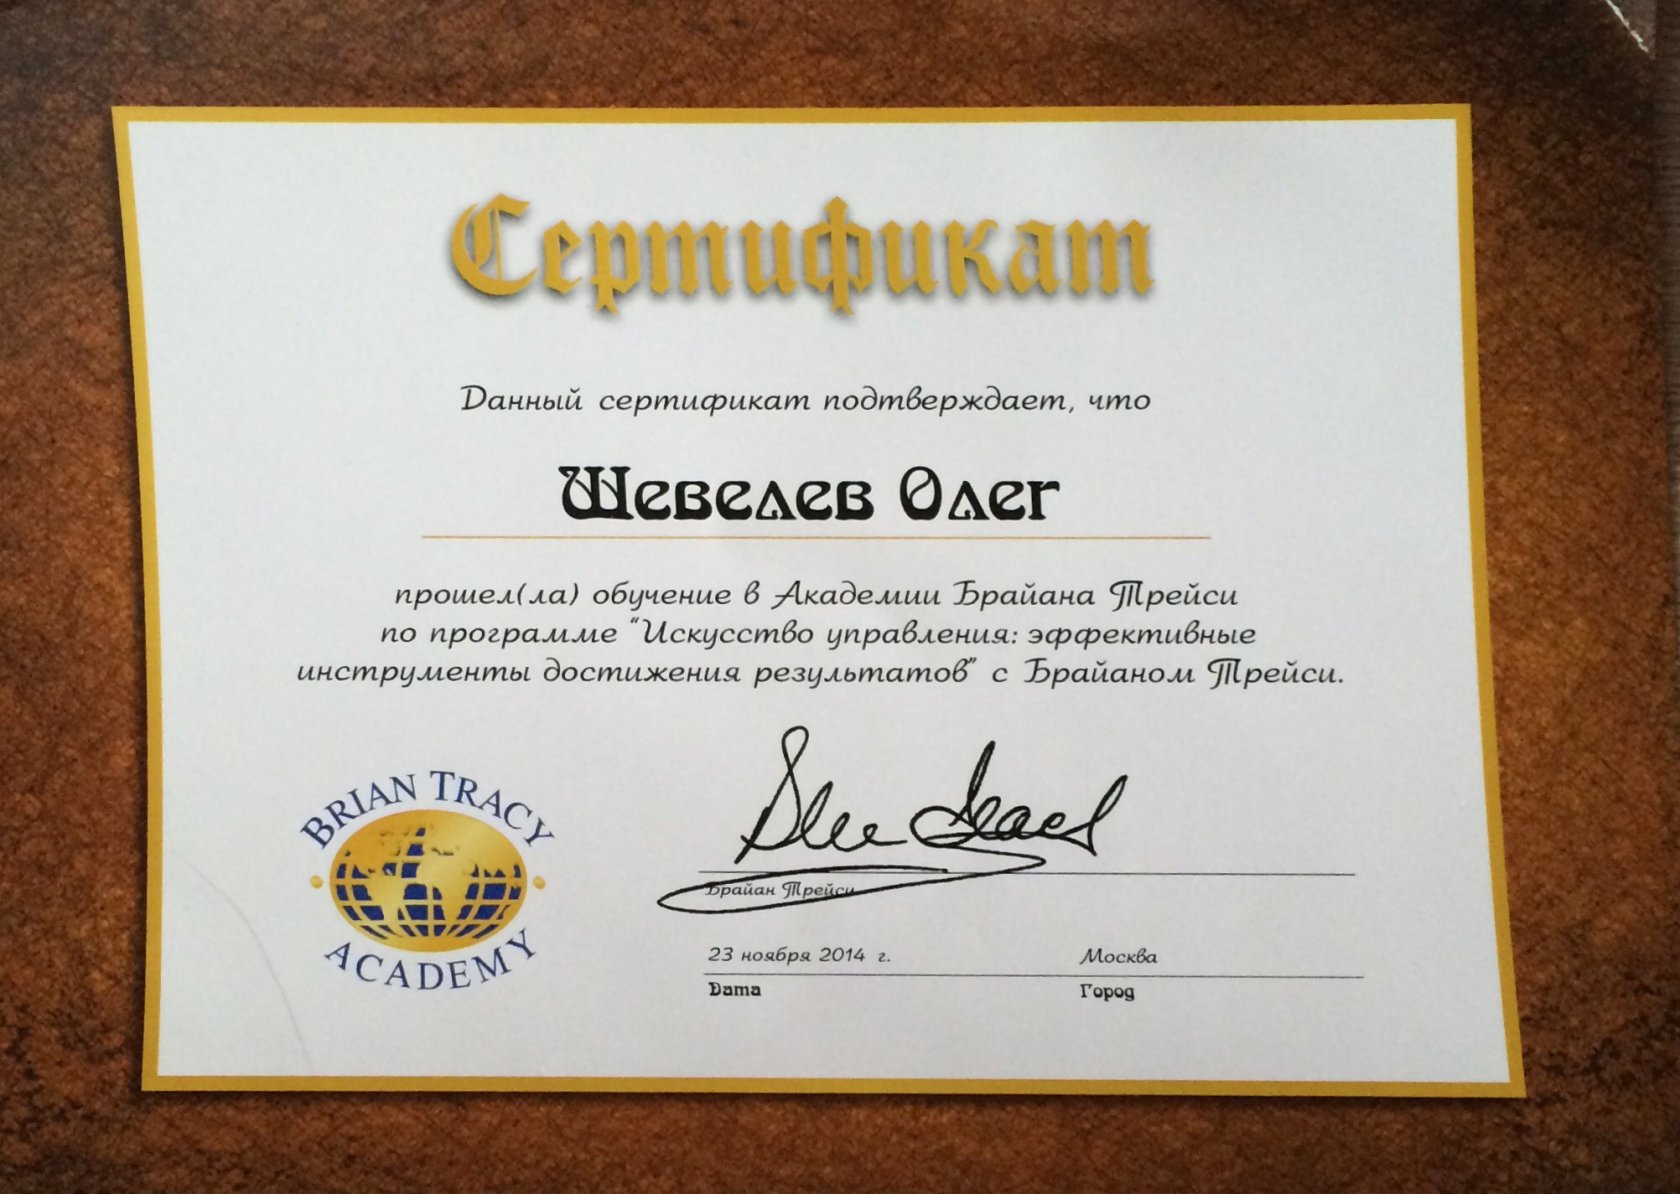 Сертификат
Данный сертификат подтверждает, что
Шевелев Олег
прошел(ла) обучение в Академии Брайана Трейси
по программе “Искусство управления: эффективные
инструменты достижения результатов” с Брайаном Трейси.
BRIAN TRACY
ACADEMY
Брайан Трейси
23 ноября 2014 г. Москва
Дата Город